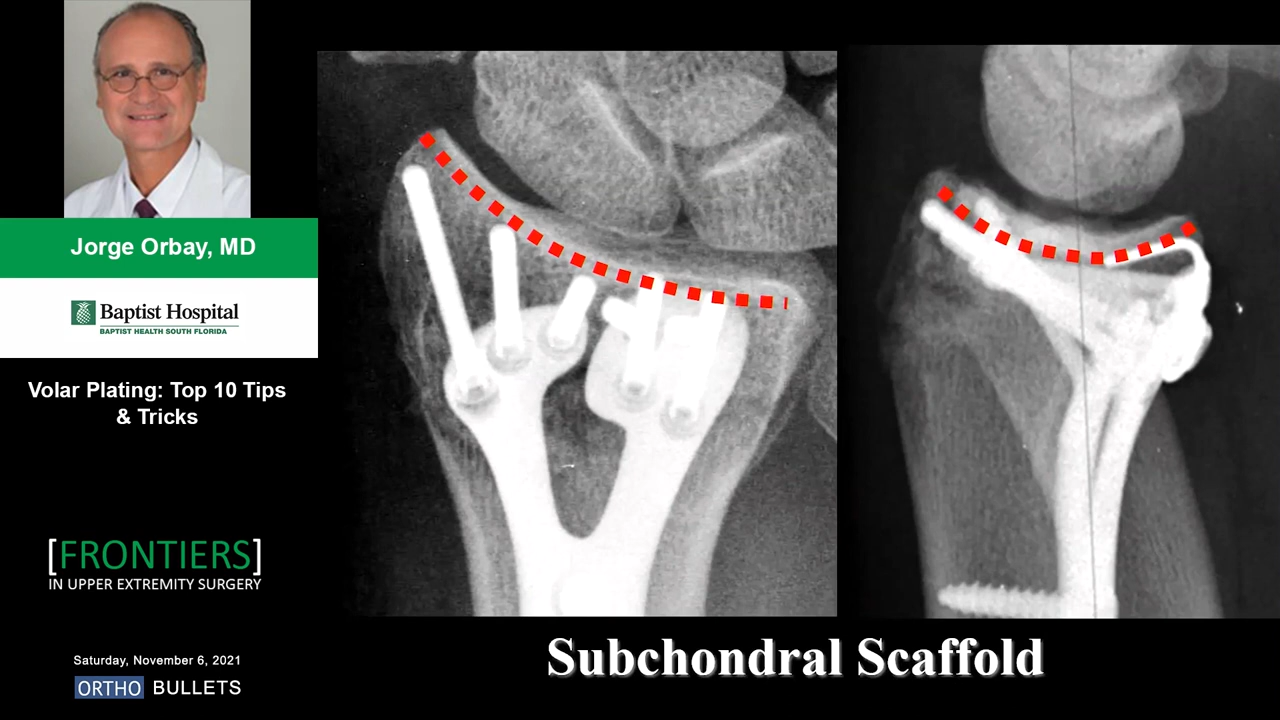 Jorge Orbay, MD
Baptist Hospital
BAPTIST HEALTH SOUTH FLORIDA
Volar Plating: Top 10 Tips
& Tricks
[FRONTIERS]
IN UPPER EXTREMITY SURGERY
Saturday, November 6, 2021
ORTHO BULLETS
Subchondral Scaffold